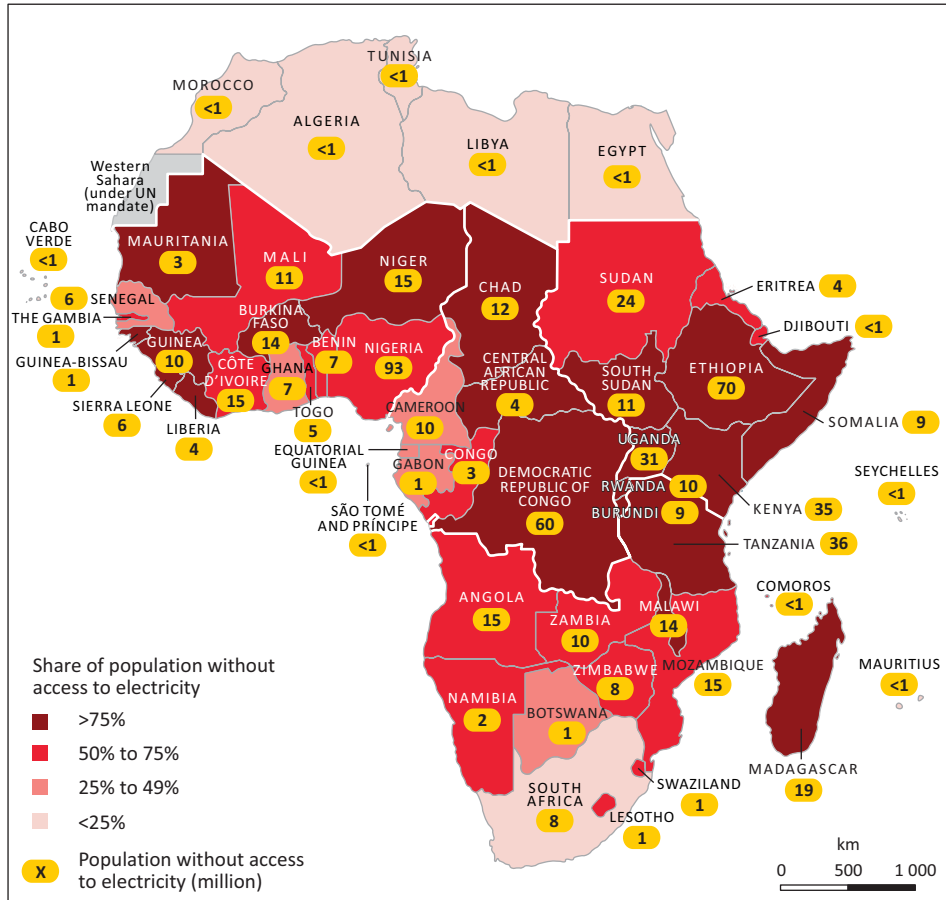 TUNISIA
<1
MOROCCO
<1
ALGERIA
<1
LIBYA
<1
EGYPT
<1
Western
Sahara
(under UN
mandate)
CABO
VERDE
<1
MAURITANIA
3
MALI
11
NIGER
15
CHAD
12
SUDAN
24
ERITREA 4
DJIBOUTI <1
6 SENEGAL
THE GAMBIA
1
GUINEA-BISSAU
1
GUINEA
10
SIERRA LEONE
6
LIBERIA
4
CÔTE
D'IVOIRE
15
BURKINA
FASO
14
GHANA
7
TOGO
5
BENIN
7
NIGERIA
93
CAMEROON
10
CENTRAL
AFRICAN
REPUBLIC
4
SOUTH
SUDAN
11
ETHIOPIA
70
SOMALIA 9
EQUATORIAL
GUINEA
<1
SÃO TOMÉ
AND PRÍNCIPE
<1
GABON
1
CONGO
3
DEMOCRATIC
REPUBLIC OF
CONGO
60
UGANDA
31
RWANDA 10
BURUNDI 9
KENYA 35
TANZANIA 36
SEYCHELLES
<1
COMOROS
<1
ANGOLA
15
ZAMBIA
10
MALAWI
14
MOZAMBIQUE
15
ZIMBABWE
8
NAMIBIA
2
BOTSWANA
1
MAURITIUS
<1
MADAGASCAR
19
SOUTH
AFRICA
8
SWAZILAND
1
LESOTHO
1
Share of population without
access to electricity
>75%
50% to 75%
25% to 49%
<25%
X Population without access
to electricity (million)
km
0 500 1 000